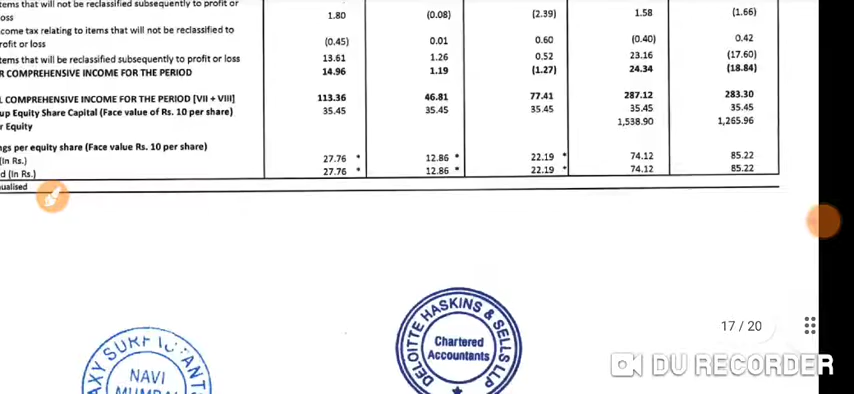 tems that will not be reclassified subsequently to profit or
oss 1.80 (0.08) (2.39) 1.58 (1.66)
come tax relating to items that will not be reclassified to
rofit or loss (0.45) 0.01 0.60 (0.40) 0.42
tems that will be reclassified subsequently to profit or loss 13.61 1.26 0.52 23.16 (17.60)
R COMPREHENSIVE INCOME FOR THE PERIOD 14.96 1.19 (1.27) 24.34 (18.84)
L COMPREHENSIVE INCOME FOR THE PERIOD [VII + VIII] 113.36 46.81 77.41 287.12 283.30
up Equity Share Capital (Face value of Rs. 10 per share) 35.45 35.45 35.45 35.45 35.45
r Equity 1,538.90 1,265.96
ngs per equity share (Face value Rs. 10 per share)
(In Rs.) 27.76 * 12.86 * 22.19 * 74.12 85.22
d (In Rs.) 27.76 * 12.86 * 22.19 * 74.12 85.22
ualised
DELOITTE HASKINS & SELLS LLP
Chartered
Accountants
AXY SURF
ANT
NAVI
MUMBAI
17 / 20
DU RECORDER